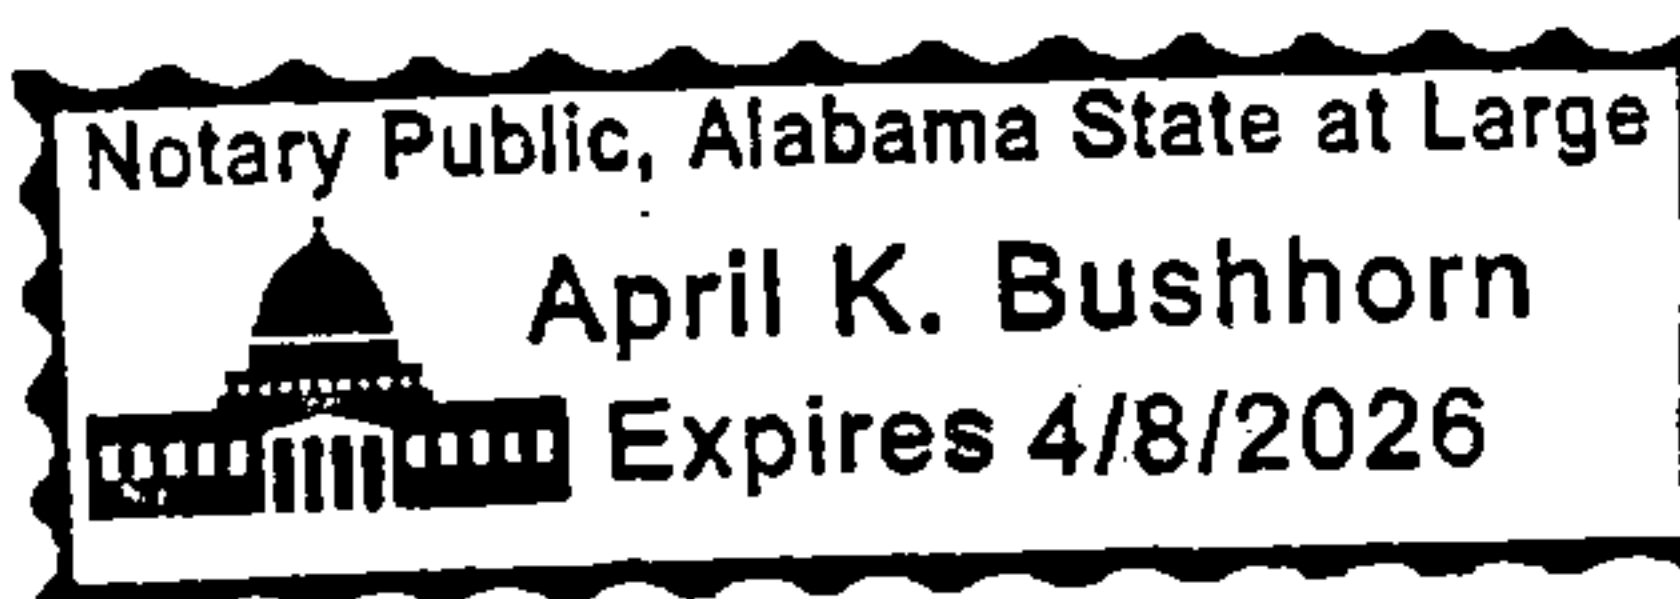 Notary Public, Alabama State at Large
April K. Bushhorn
Expires 4/8/2026